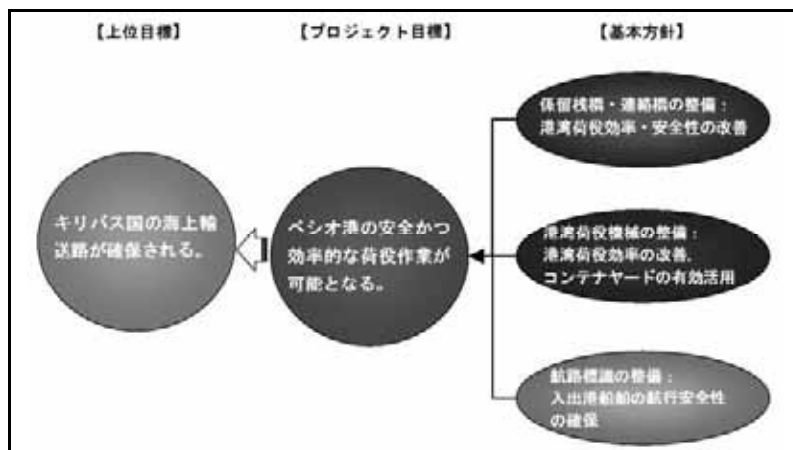 【上位目標】
【プロジェクト目標】
【基本方針】
キリバス国の海上輸
送路が確保される。
ベシオ港の安全かつ
効率的な荷役作業が
可能となる。
係留桟橋・連絡橋の整備：
港湾荷役効率・安全性の改善
港湾荷役機械の整備：
港湾荷役効率の改善、
コンテナヤードの有効活用
航路標識の整備：
入出港船舶の航行安全性
の確保